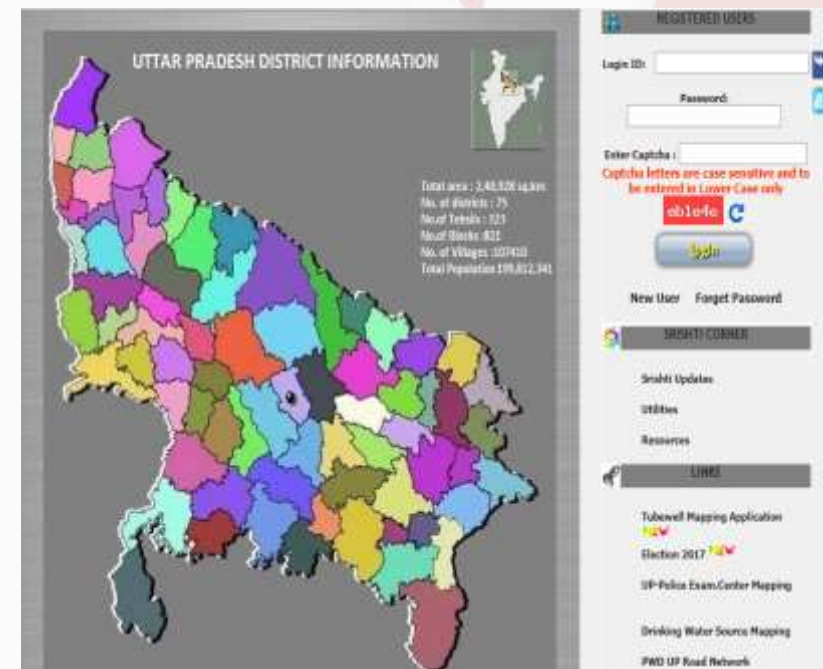 UTTAR PRADESH DISTRICT INFORMATION
Total area : 2,40,928 sq.km
No. of districts : 75
No.of Tehsils : 323
No.of Blocks :821
No. of Villages :107410
Total Population 199,812,341
REGISTERED USERS
Login ID:
Password:
Enter Captcha :
Captcha letters are case sensitive and to
be entered in Lower Case only
eb1e4e
Login
New User Forget Password
SRISHTI CORNER
Srishti Updates
Utilities
Resources
LINKS
Tubewell Mapping Application
NEW
Election 2017 NEW
UP-Police Exam.Center Mapping
Drinking Water Source Mapping
PWD UP Road Network